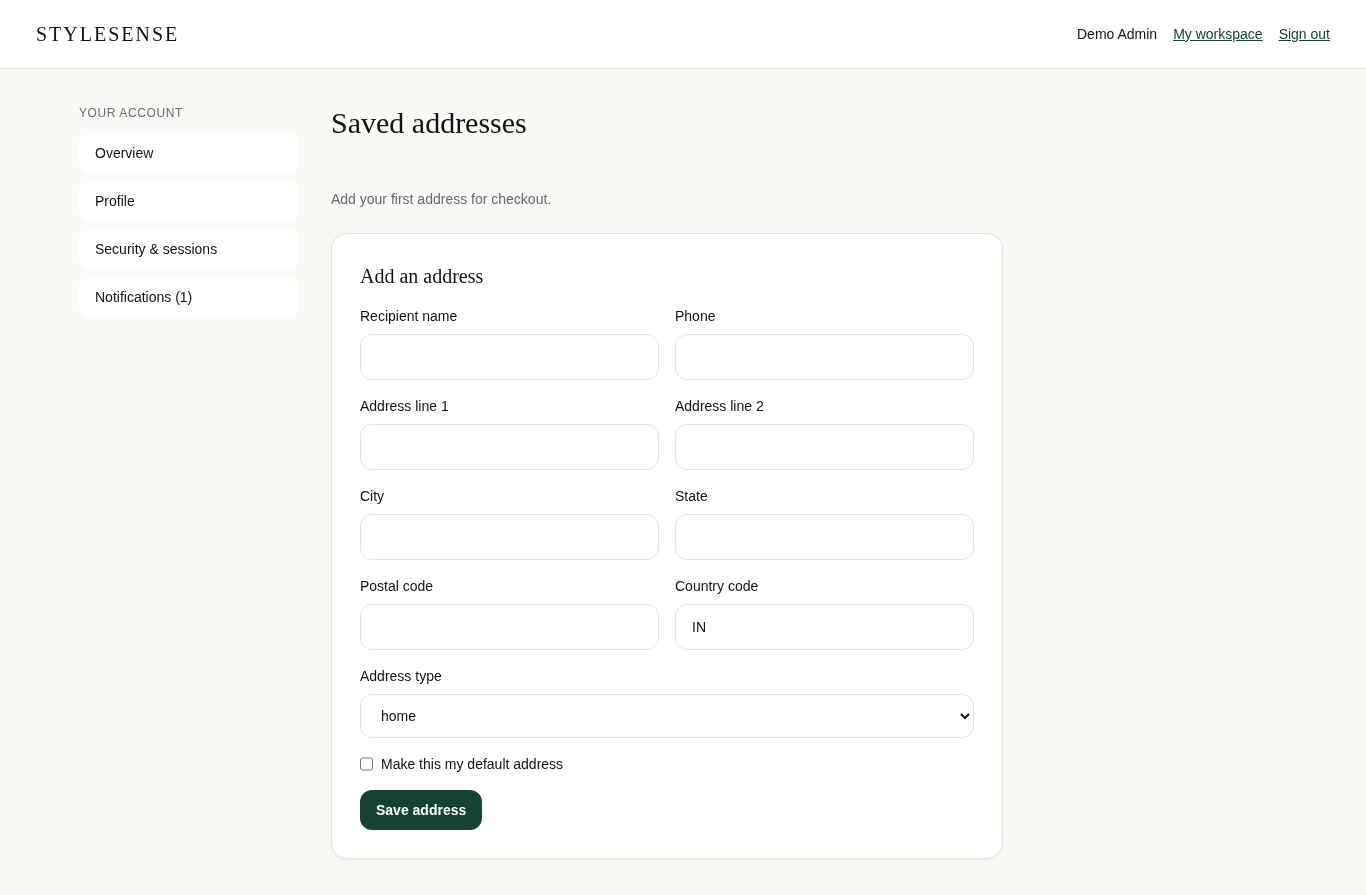 STYLESENSE
Demo Admin My workspace Sign out
YOUR ACCOUNT
Overview
Profile
Security & sessions
Notifications (1)
Saved addresses
Add your first address for checkout.
Add an address
Recipient name Phone
Address line 1 Address line 2
City State
Postal code Country code
IN
Address type
home
Make this my default address
Save address